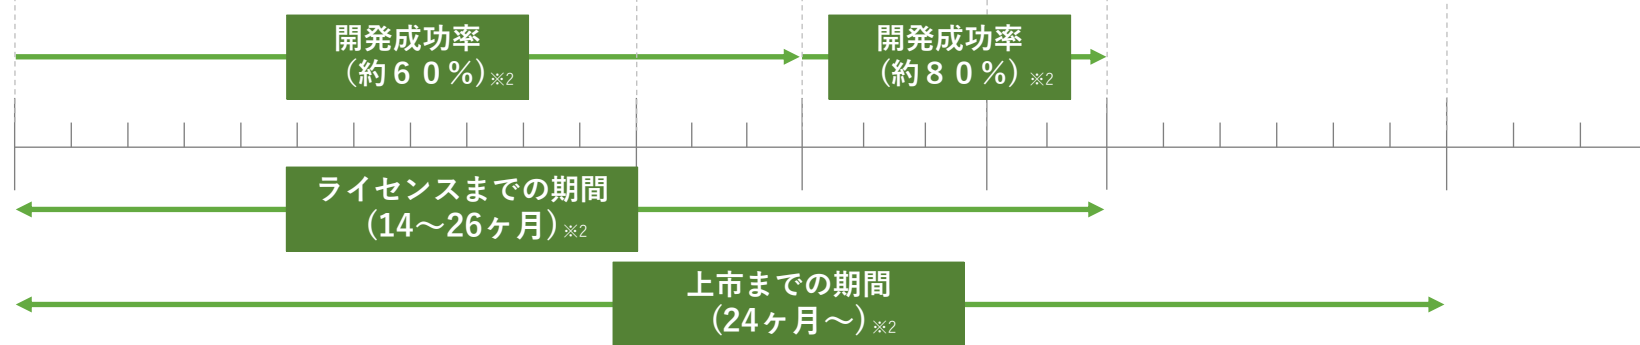 開発成功率
(約６０%)※2
開発成功率
(約８０%)※2
ライセンスまでの期間
(14～26ヶ月)※2
上市までの期間
(24ヶ月～)※2